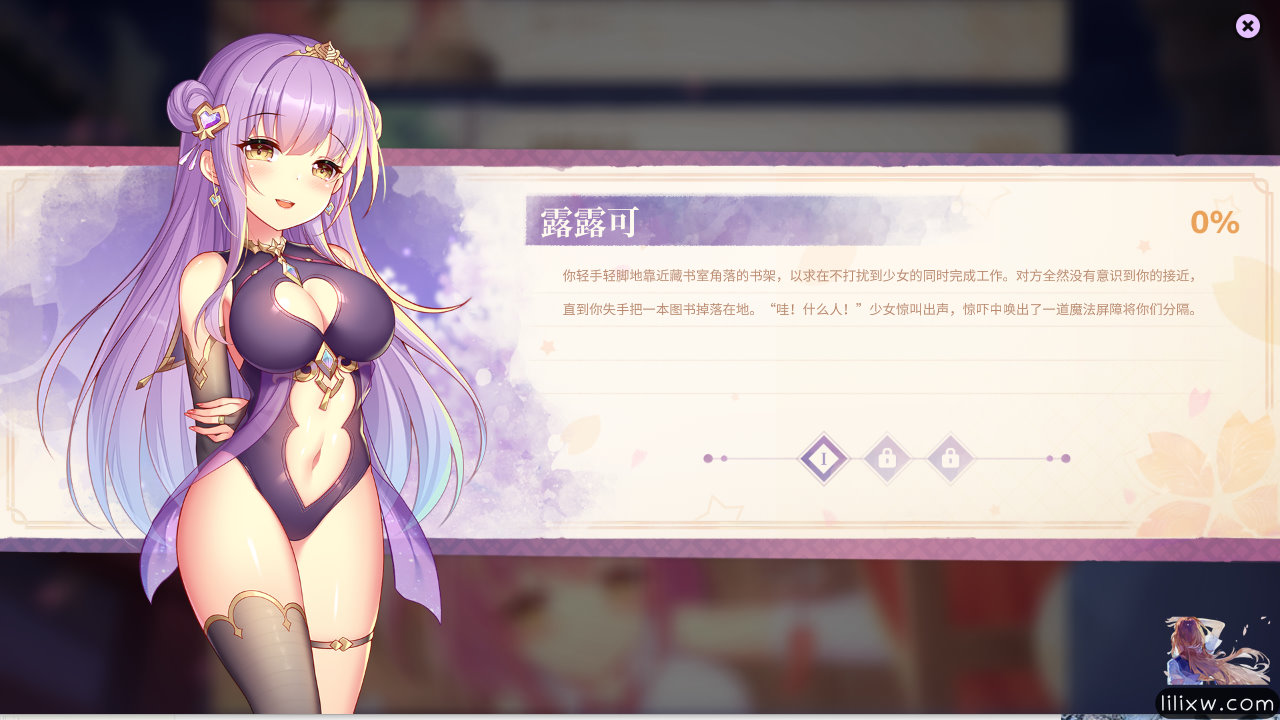 露露可
0%
你轻手轻脚地靠近藏书室角落的书架，以求在不打扰到少女的同时完成工作。对方全然没有意识到你的接近，
直到你失手把一本图书掉落在地。“哇！什么人！”少女惊叫出声，惊吓中唤出了一道魔法屏障将你们分隔。
I
lilixw.com